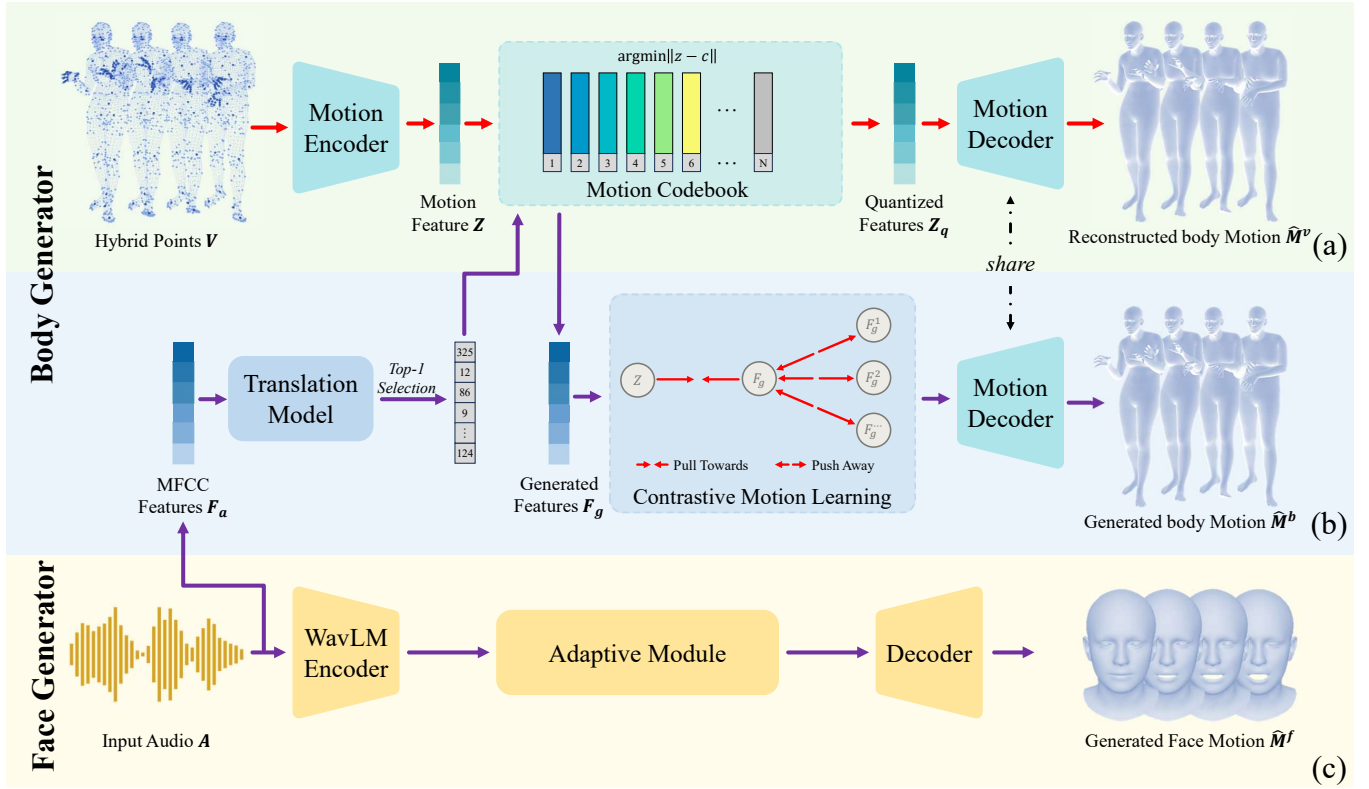 Body Generator
Hybrid Points V
Motion
Encoder
Motion
Feature Z
argmin‖z − c‖
1 2 3 4 5 6 ... ... N
Motion Codebook
Quantized
Features Z_q
Motion
Decoder
Reconstructed body Motion M̂^v
(a)
share
MFCC
Features F_a
Translation
Model
Top-1
Selection
325
12
86
9
⋮
124
Generated
Features F_g
Z
F_g
F_g^1
F_g^2
F_g^...
Pull Towards
Push Away
Contrastive Motion Learning
Motion
Decoder
Generated body Motion M̂^b
(b)
Face Generator
Input Audio A
WavLM
Encoder
Adaptive Module
Decoder
Generated Face Motion M̂^f
(c)